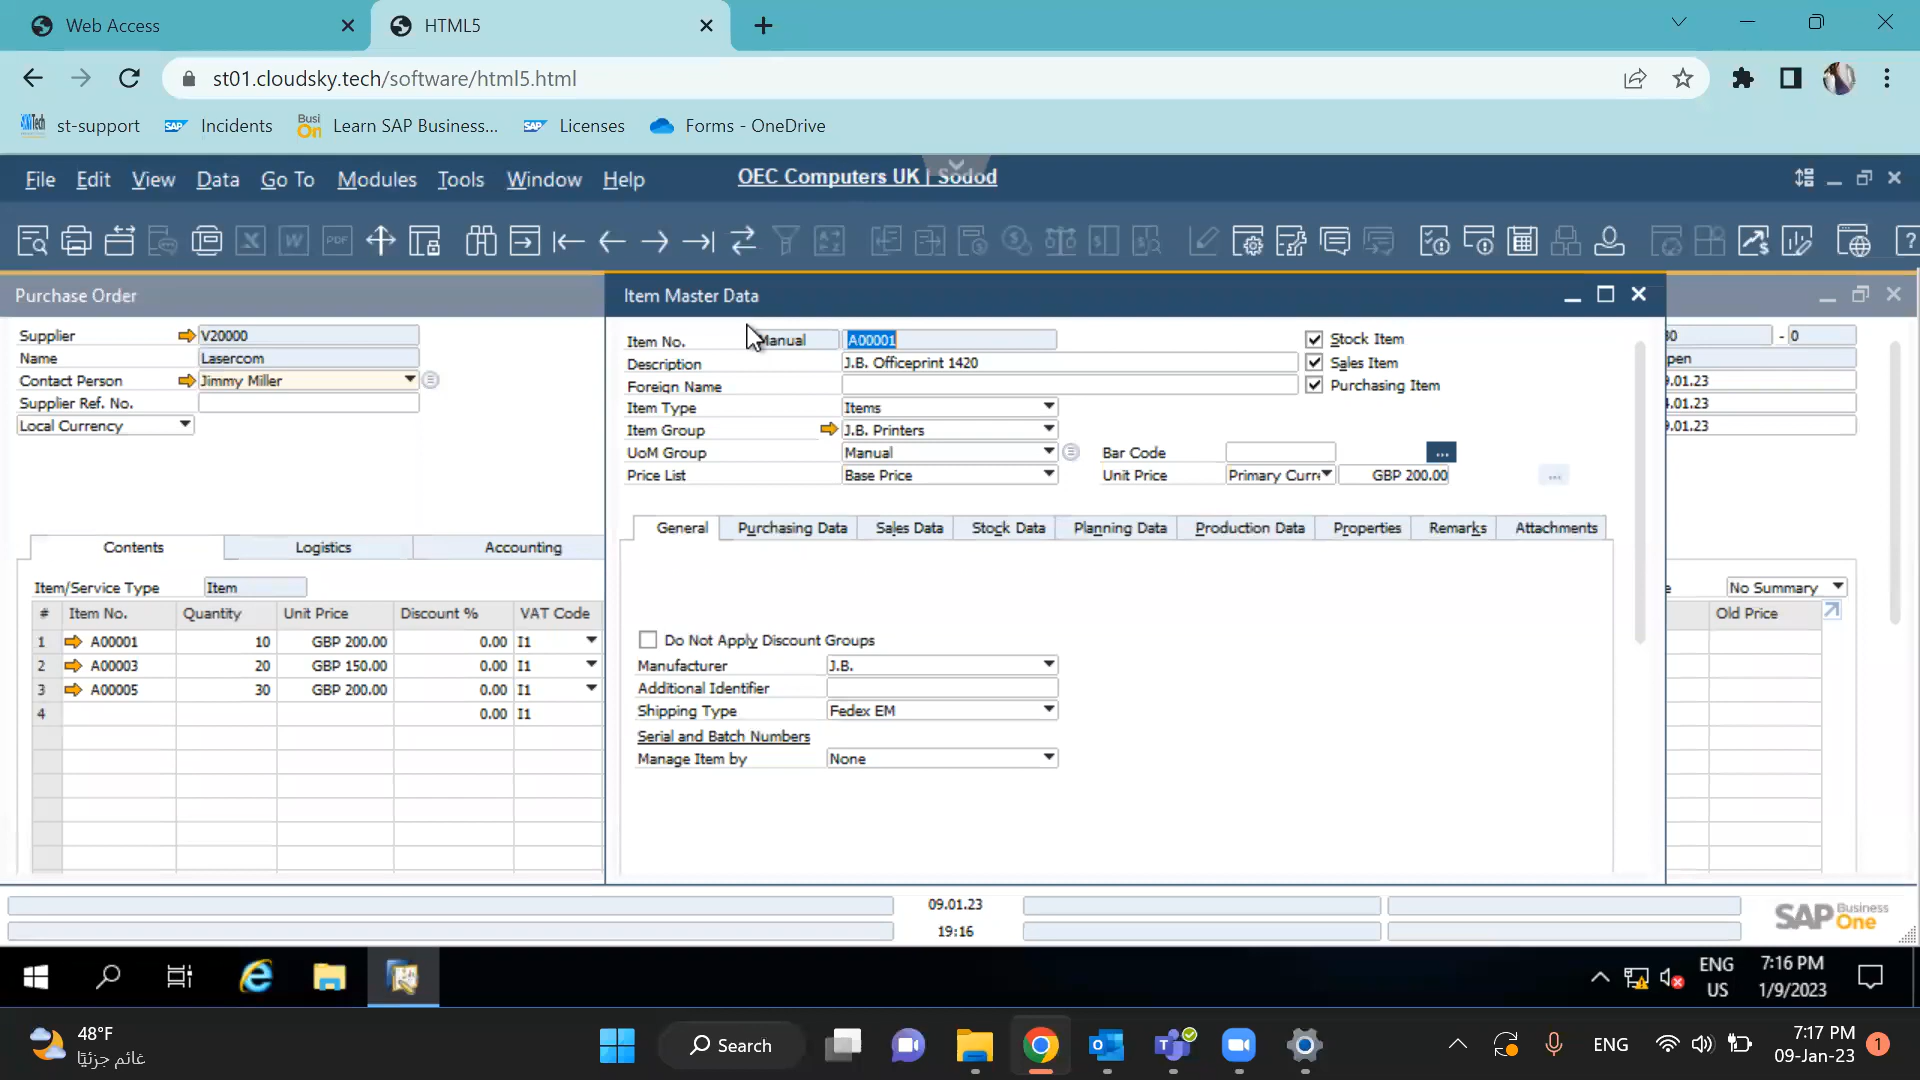 Web Access
HTML5
st01.cloudsky.tech/software/html5.html
st-support
Incidents
Busi On
Learn SAP Business...
Licenses
Forms - OneDrive
File Edit View Data Go To Modules Tools Window Help
OEC Computers UK | Sodod
Purchase Order
Supplier V20000
Name Lasercom
Contact Person Jimmy Miller
Supplier Ref. No.
Local Currency
Contents Logistics Accounting
Item/Service Type Item
# Item No. Quantity Unit Price Discount % VAT Code
1 A00001 10 GBP 200.00 0.00 I1
2 A00003 20 GBP 150.00 0.00 I1
3 A00005 30 GBP 200.00 0.00 I1
4 0.00 I1
Item Master Data
Item No. Manual A00001
Description J.B. Officeprint 1420
Foreign Name
Item Type Items
Item Group J.B. Printers
UoM Group Manual
Price List Base Price
Stock Item
Sales Item
Purchasing Item
Bar Code ...
Unit Price Primary Curr GBP 200.00 ...
General Purchasing Data Sales Data Stock Data Planning Data Production Data Properties Remarks Attachments
Do Not Apply Discount Groups
Manufacturer J.B.
Additional Identifier
Shipping Type Fedex EM
Serial and Batch Numbers
Manage Item by None
- 0
pen
.01.23
.01.23
.01.23
No Summary
Old Price
09.01.23
19:16
SAP Business One
ENG US
7:16 PM
1/9/2023
48°F
غائم جزئيًا
Search
ENG
7:17 PM
09-Jan-23
1